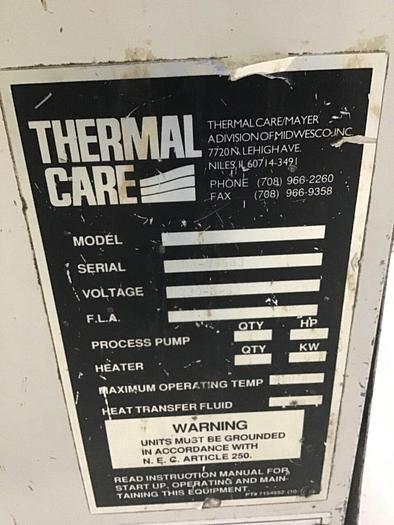 THERMAL
CARE
THERMAL CARE/MAYER
A DIVISION OF MIDWESCO, INC.
7720 N. LEHIGH AVE.
NILES, IL 60714-3491
PHONE (708) 966-2260
FAX (708) 966-9358
MODEL
SERIAL
VOLTAGE
F.L.A.
QTY HP
PROCESS PUMP
QTY KW
HEATER
MAXIMUM OPERATING TEMP
HEAT TRANSFER FLUID
WARNING
UNITS MUST BE GROUNDED
IN ACCORDANCE WITH
N. E. C. ARTICLE 250.
READ INSTRUCTION MANUAL FOR
START UP, OPERATING AND MAIN-
TAINING THIS EQUIPMENT.
PT#